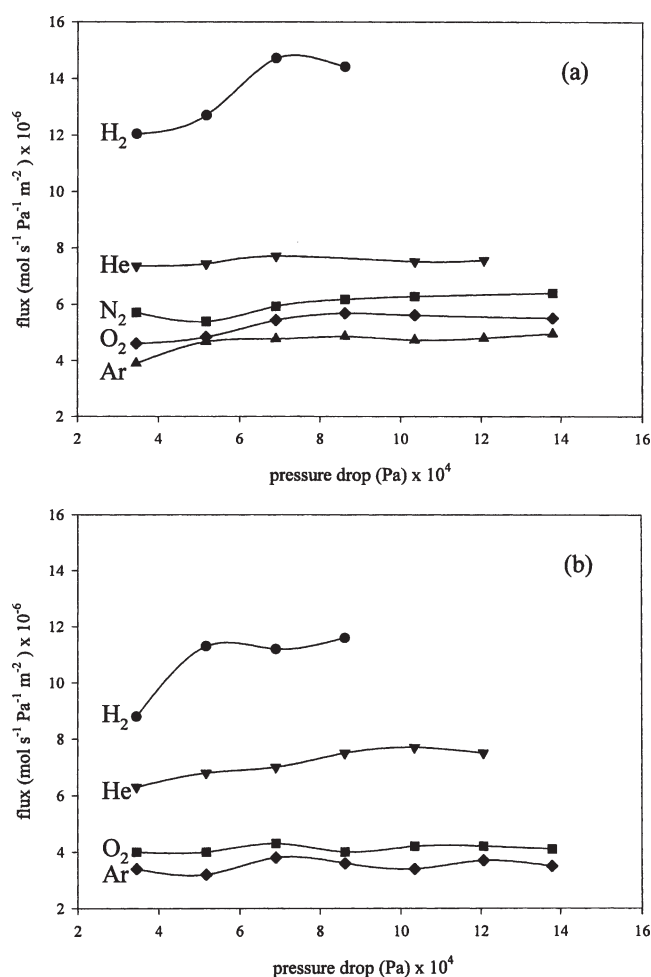 16
14
12
10
8
6
4
2
flux (mol s⁻¹ Pa⁻¹ m⁻²) x 10⁻⁶
(a)
H₂
He
N₂
O₂
Ar
2 4 6 8 10 12 14 16
pressure drop (Pa) x 10⁴
16
14
12
10
8
6
4
2
flux (mol s⁻¹ Pa⁻¹ m⁻²) x 10⁻⁶
(b)
H₂
He
O₂
Ar
2 4 6 8 10 12 14 16
pressure drop (Pa) x 10⁴